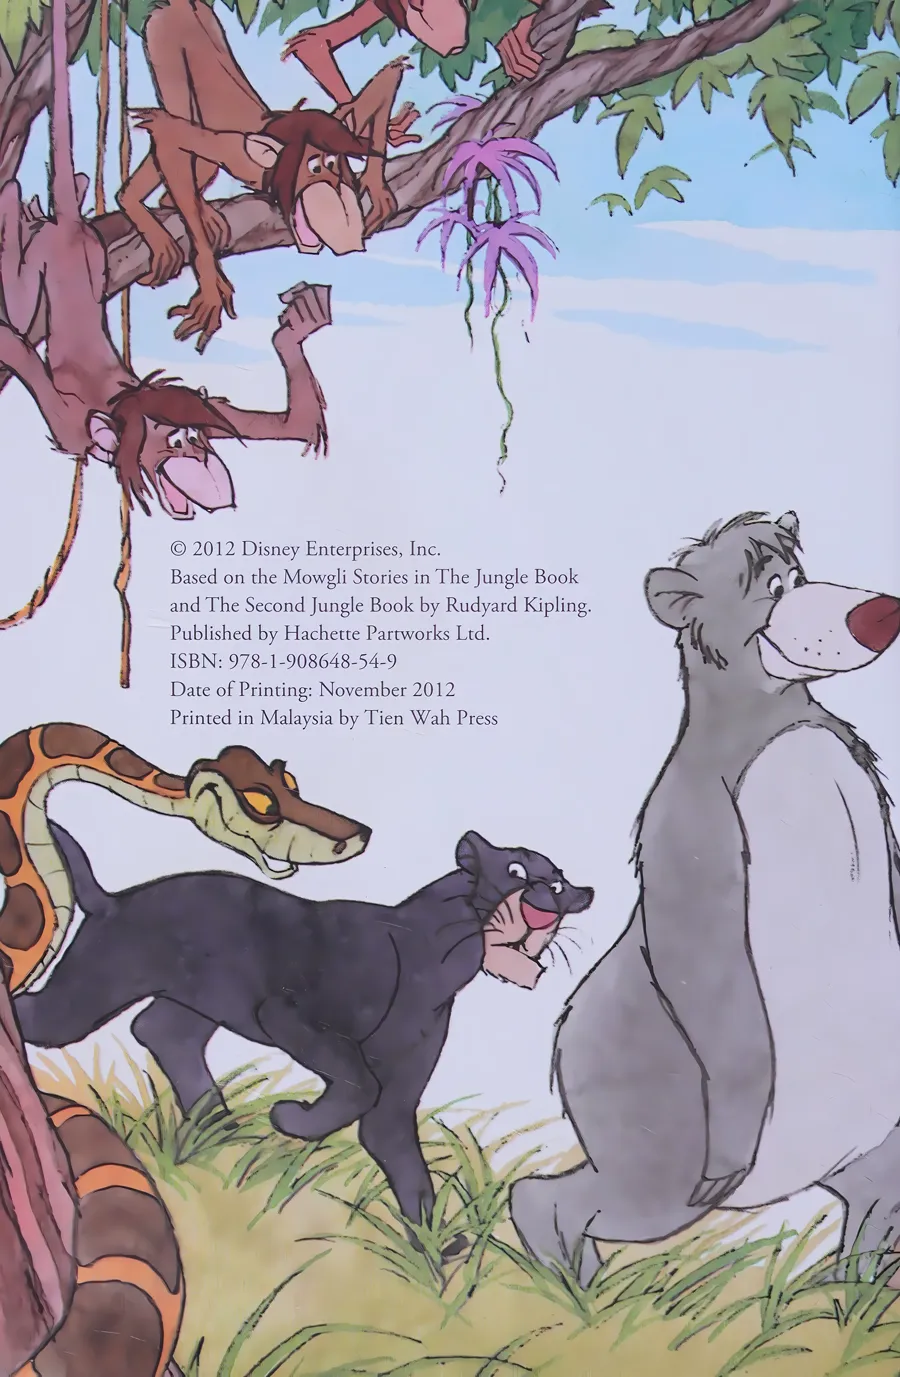 © 2012 Disney Enterprises, Inc.
Based on the Mowgli Stories in The Jungle Book
and The Second Jungle Book by Rudyard Kipling.
Published by Hachette Partworks Ltd.
ISBN: 978-1-908648-54-9
Date of Printing: November 2012
Printed in Malaysia by Tien Wah Press